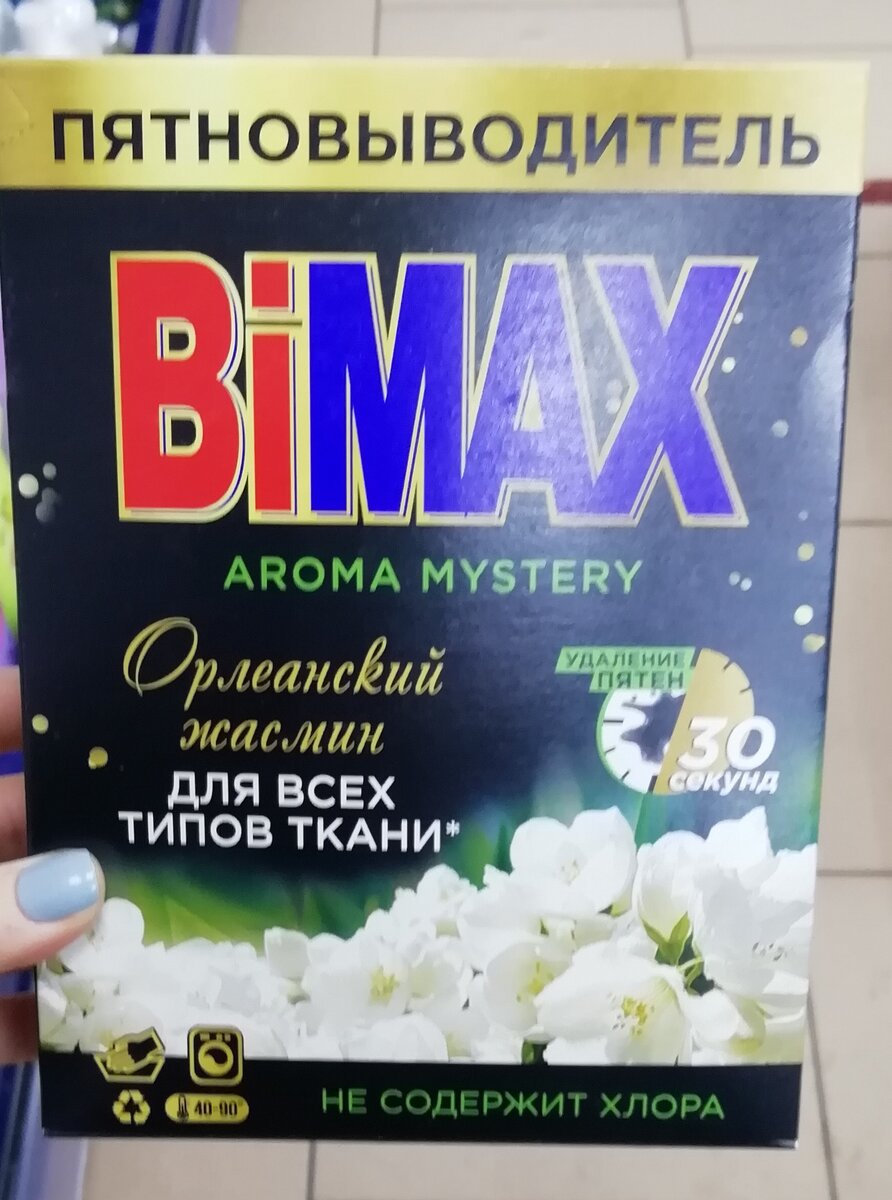 ПЯТНОВЫВОДИТЕЛЬ
BiMAX
AROMA MYSTERY
Орлеанский
жасмин
ДЛЯ ВСЕХ
ТИПОВ ТКАНИ*
УДАЛЕНИЕ
ПЯТЕН
30
секунд
40-90°
НЕ СОДЕРЖИТ ХЛОРА